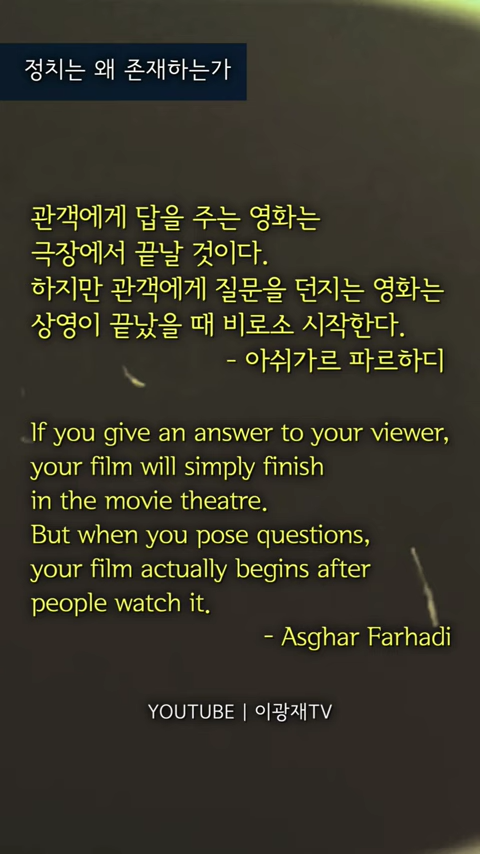 정치는 왜 존재하는가
관객에게 답을 주는 영화는
극장에서 끝날 것이다.
하지만 관객에게 질문을 던지는 영화는
상영이 끝났을 때 비로소 시작한다.
- 아쉬가르 파르하디
If you give an answer to your viewer,
your film will simply finish
in the movie theatre.
But when you pose questions,
your film actually begins after
people watch it.
- Asghar Farhadi
YOUTUBE | 이광재TV